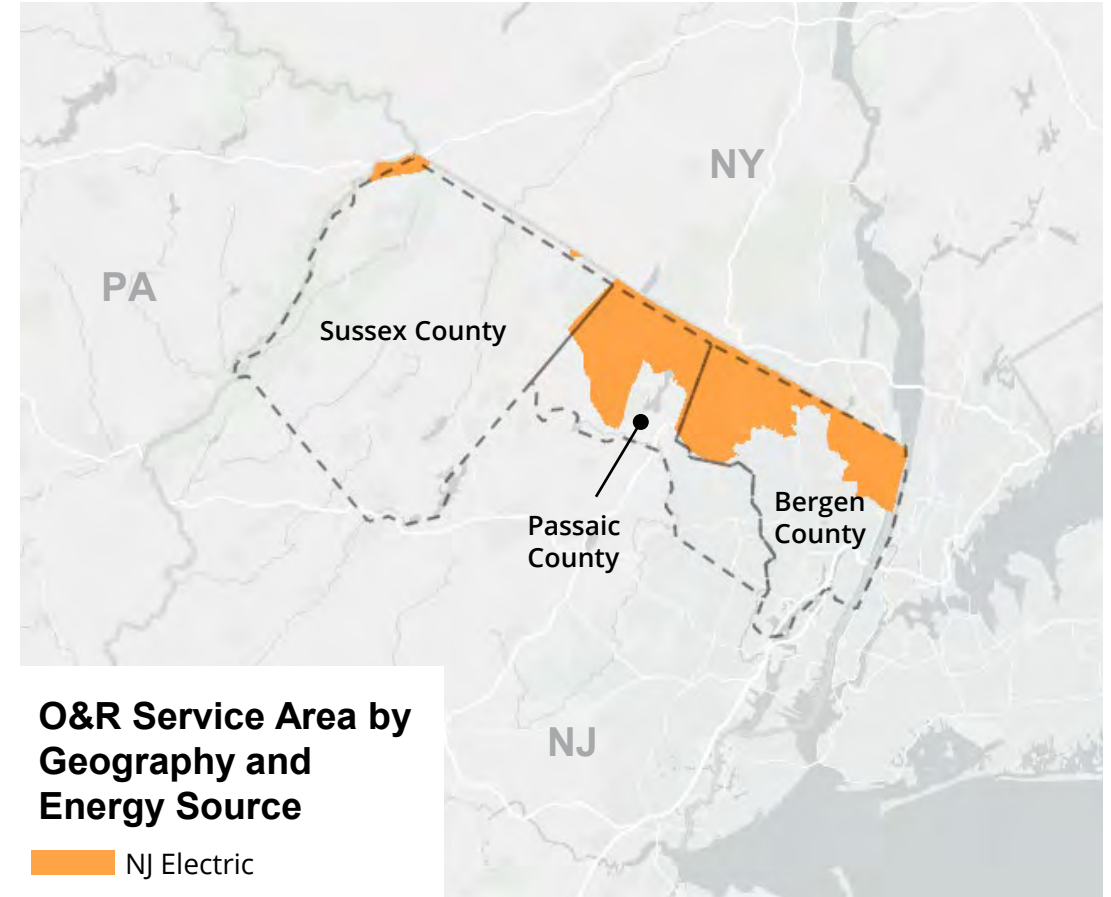 NY
PA
Sussex County
Passaic
County
Bergen
County
NJ
O&R Service Area by
Geography and
Energy Source
NJ Electric